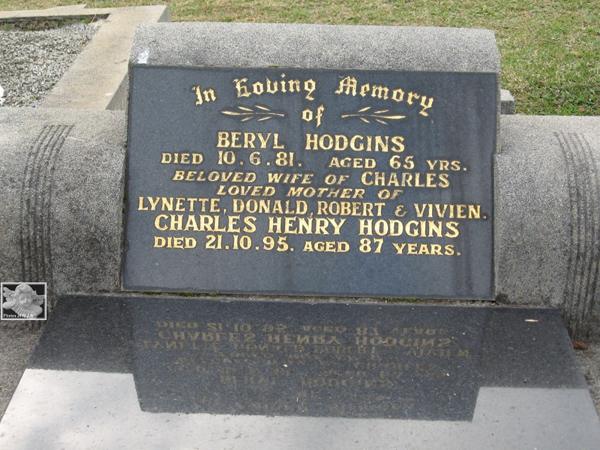 In Loving Memory
of
BERYL HODGINS
DIED 10.6.81. AGED 65 YRS.
BELOVED WIFE OF CHARLES
LOVED MOTHER OF
LYNETTE, DONALD, ROBERT & VIVIEN.
CHARLES HENRY HODGINS
DIED 21.10.95. AGED 87 YEARS.